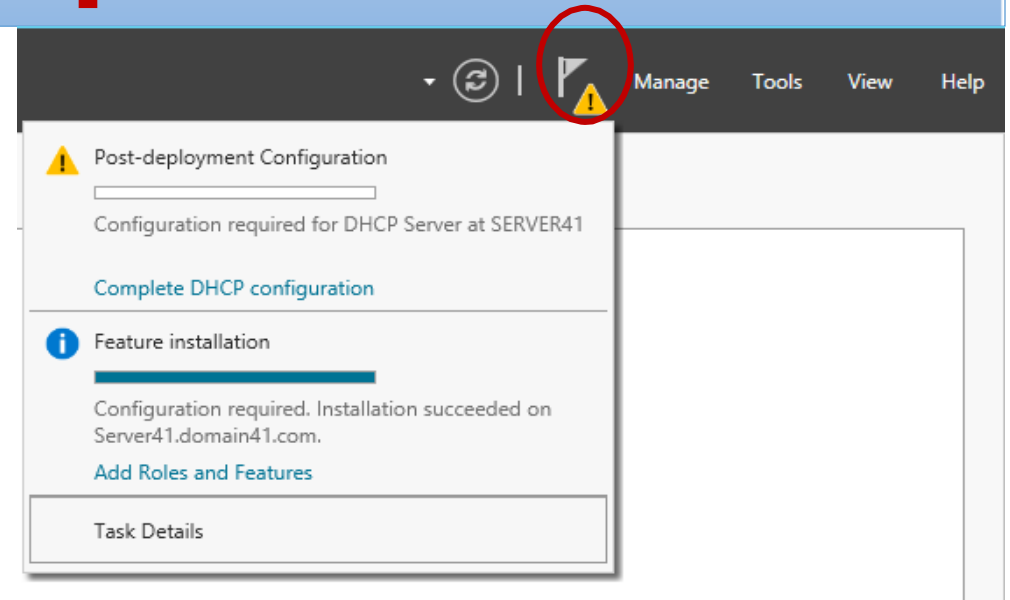 Manage Tools View Help
Post-deployment Configuration
Configuration required for DHCP Server at SERVER41
Complete DHCP configuration
Feature installation
Configuration required. Installation succeeded on
Server41.domain41.com.
Add Roles and Features
Task Details